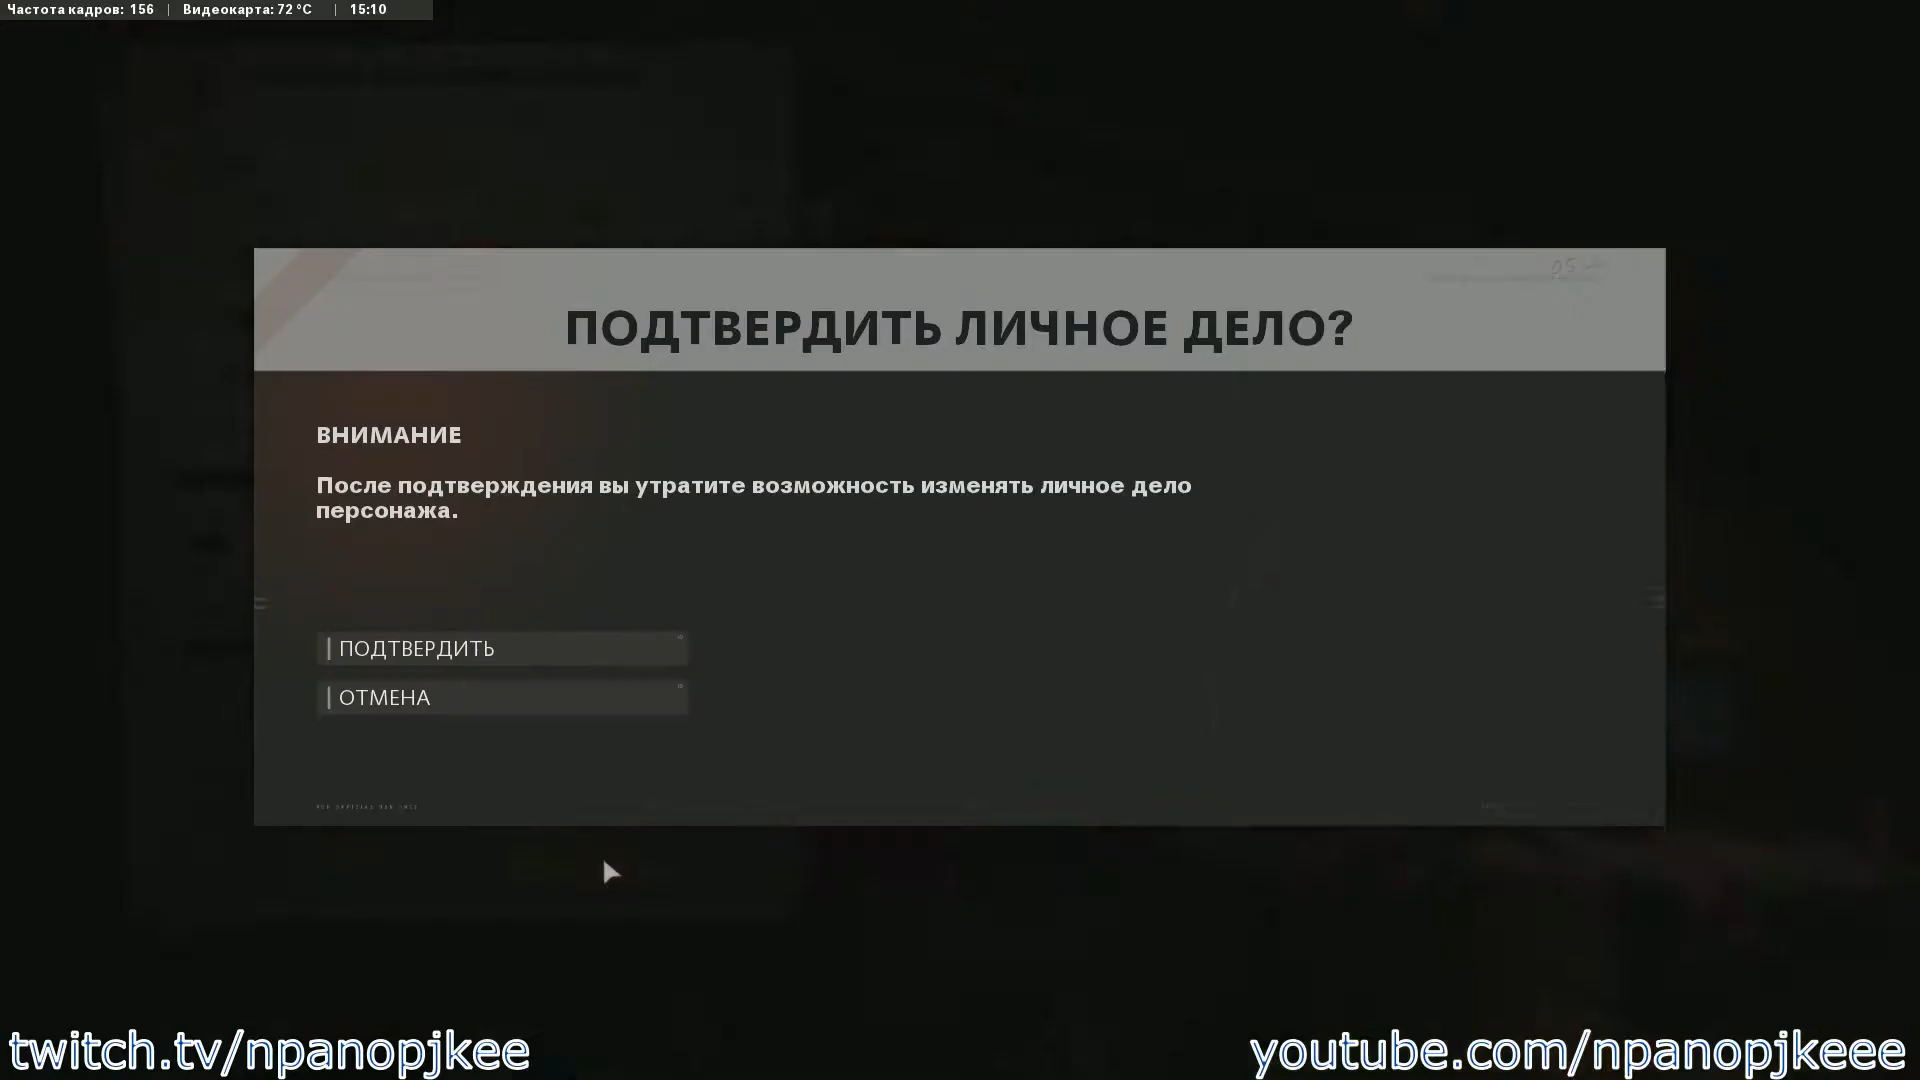 Частота кадров: 156 | Видеокарта: 72 °C | 15:10
ПОДТВЕРДИТЬ ЛИЧНОЕ ДЕЛО?
ВНИМАНИЕ
После подтверждения вы утратите возможность изменять личное дело
персонажа.
ПОДТВЕРДИТЬ
ОТМЕНА
twitch.tv/npanopjkee
youtube.com/npanopjkeee